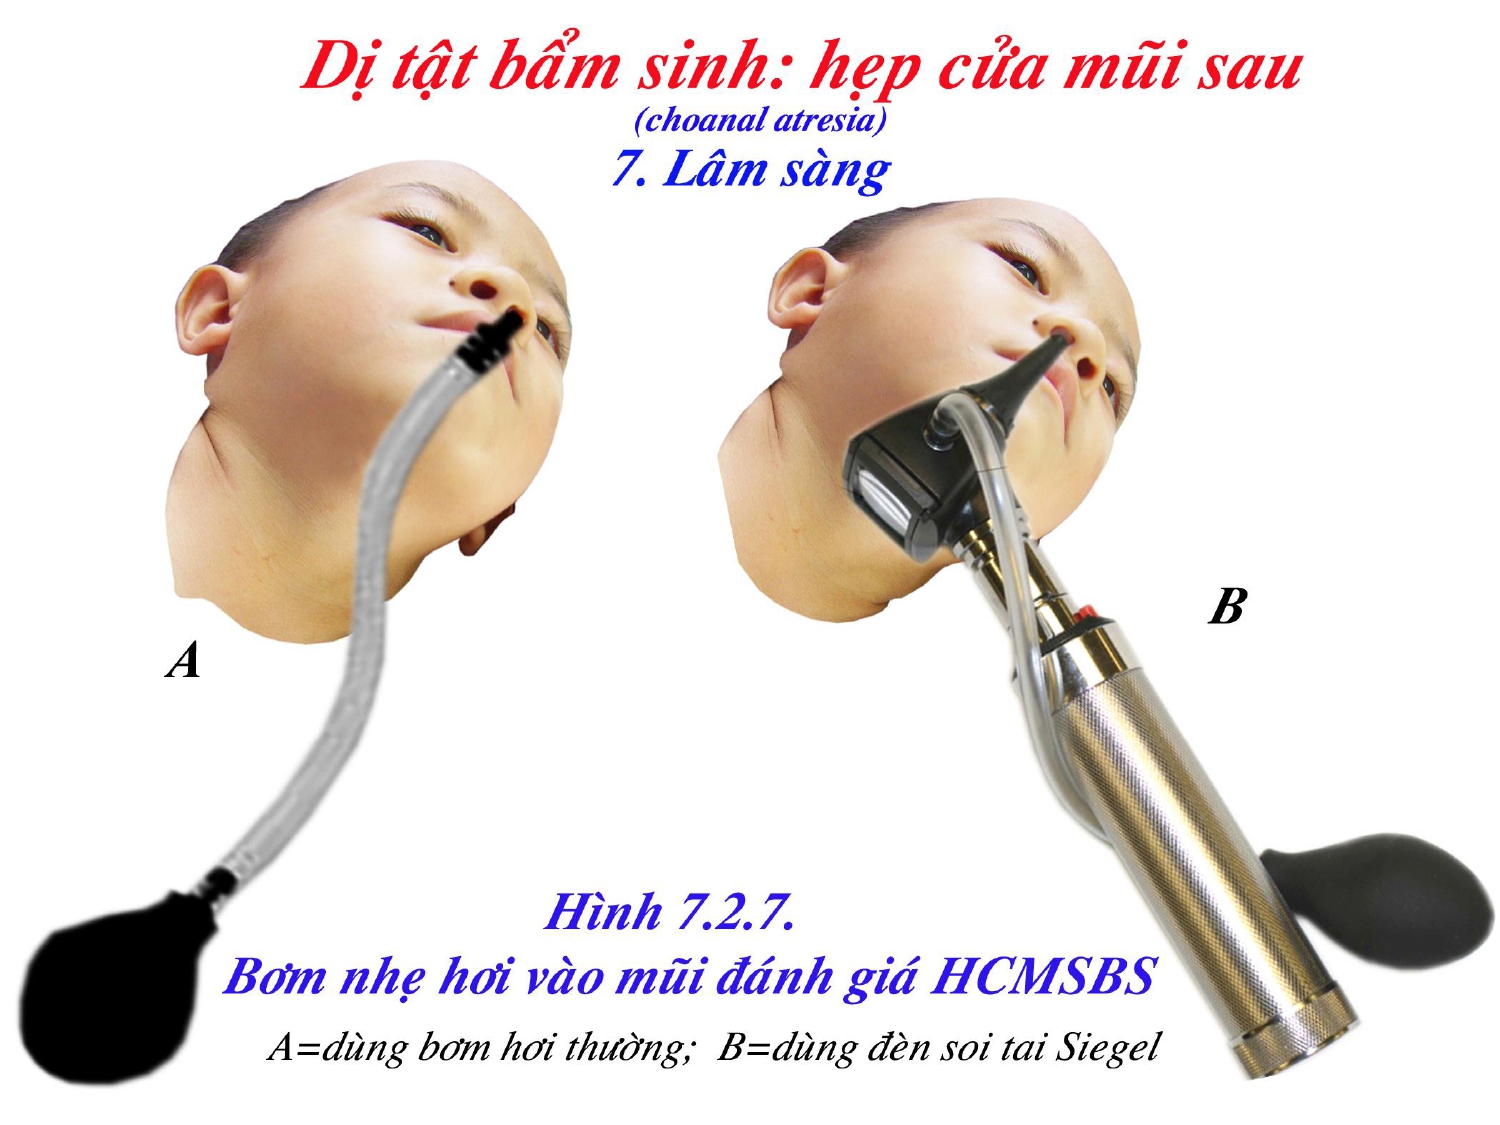 Dị tật bẩm sinh: hẹp cửa mũi sau
(choanal atresia)
7. Lâm sàng
A
B
Hình 7.2.7.
Bơm nhẹ hơi vào mũi đánh giá HCMSBS
A=dùng bơm hơi thường; B=dùng đèn soi tai Siegel